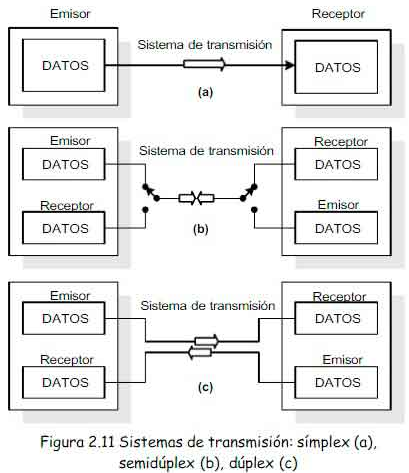 Emisor Receptor
Sistema de transmisión
DATOS DATOS
(a)
Emisor Receptor
Sistema de transmisión
DATOS DATOS
Receptor Emisor
DATOS (b) DATOS
Emisor Receptor
Sistema de transmisión
DATOS DATOS
Receptor Emisor
DATOS DATOS
(c)
Figura 2.11 Sistemas de transmisión: símplex (a),
semidúplex (b), dúplex (c)